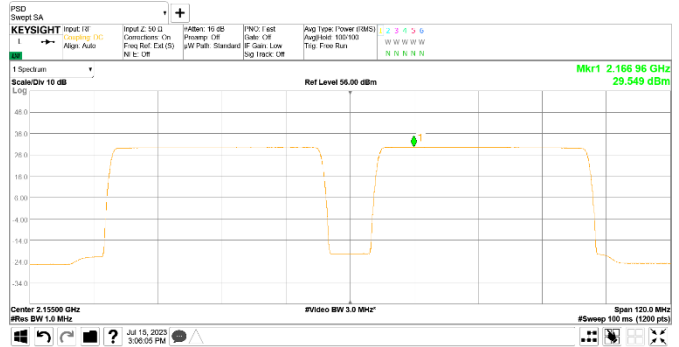 PSD
Swept SA
+
KEYSIGHT Input: RF Input Z: 50 Ω #Atten: 16 dB PNO: Fast Avg Type: Power (RMS) 1 2 3 4 5 6
L Coupling: DC Corrections: On Preamp: Off Gate: Off Avg|Hold: 100/100 W W W W W
Align: Auto Freq Ref: Ext (S) µW Path: Standard IF Gain: Low Trig: Free Run
NFE: Off Sig Track: Off N N N N N
1 Spectrum Mkr1 2.166 96 GHz
Scale/Div 10 dB Ref Level 56.00 dBm 29.549 dBm
Log
46.0
36.0
1
26.0
16.0
6.00
-4.00
-14.0
-24.0
-34.0
Center 2.15500 GHz #Video BW 3.0 MHz* Span 120.0 MHz
#Res BW 1.0 MHz #Sweep 100 ms (1200 pts)
? Jul 15, 2023
3:06:05 PM